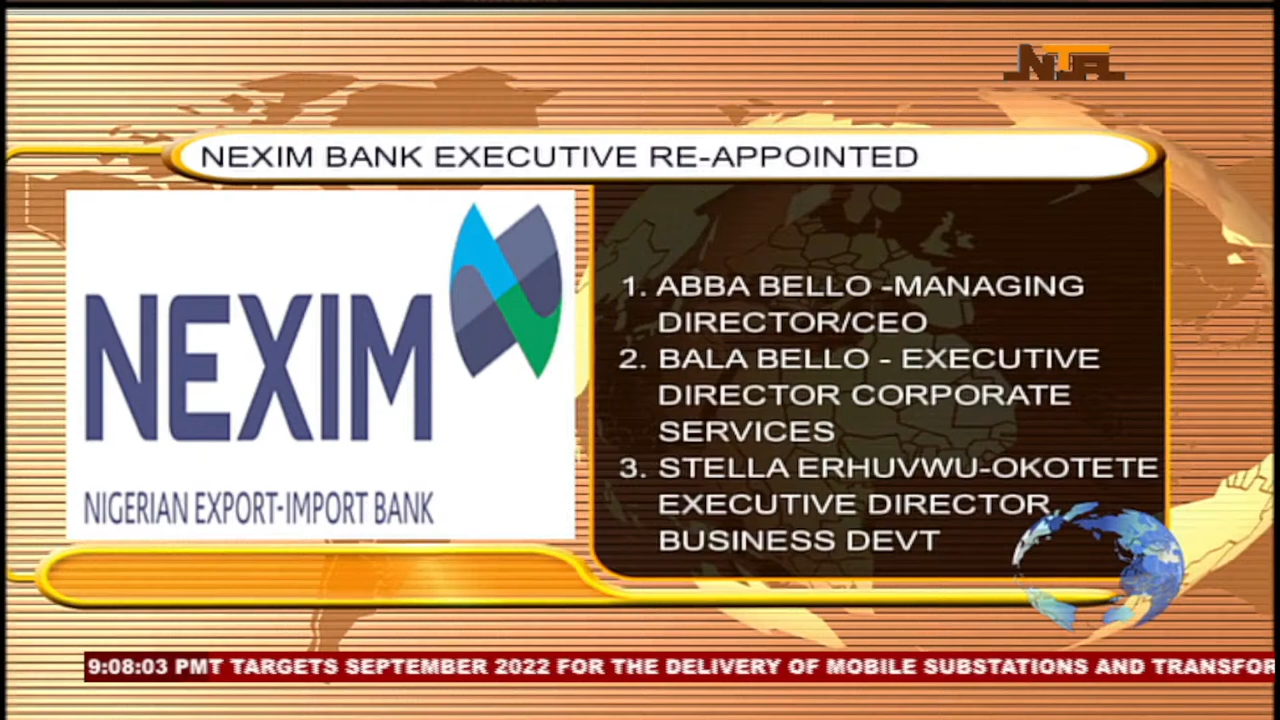 NTA
NEXIM BANK EXECUTIVE RE-APPOINTED
NEXIM
NIGERIAN EXPORT-IMPORT BANK
1. ABBA BELLO -MANAGING
DIRECTOR/CEO
2. BALA BELLO - EXECUTIVE
DIRECTOR CORPORATE
SERVICES
3. STELLA ERHUVWU-OKOTETE
EXECUTIVE DIRECTOR,
BUSINESS DEVT
9:08:03 PMT TARGETS SEPTEMBER 2022 FOR THE DELIVERY OF MOBILE SUBSTATIONS AND TRANSFOR